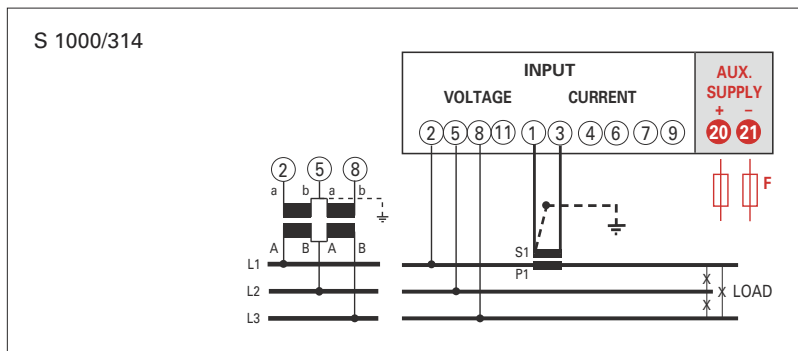 S 1000/314
INPUT
AUX.
SUPPLY
VOLTAGE CURRENT
+ –
2 5 8 11 1 3 4 6 7 9 20 21
2 5 8
a b a b
F
A B A B
S1
P1
L1
L2
L3
X
X LOAD
X